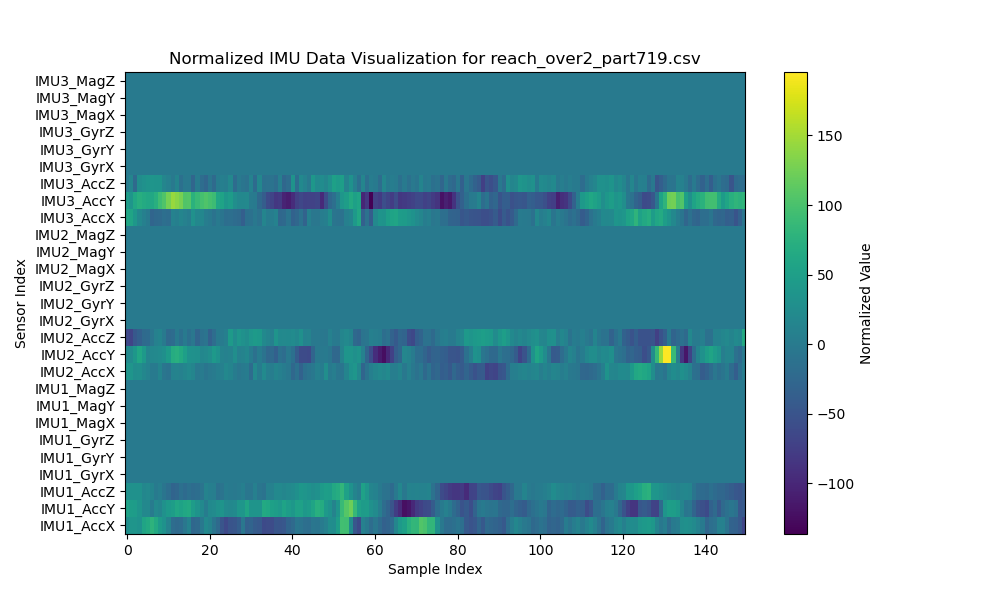 Normalized IMU Data Visualization for reach_over2_part719.csv
IMU3_MagZ
IMU3_MagY
IMU3_MagX
IMU3_GyrZ
IMU3_GyrY
IMU3_GyrX
IMU3_AccZ
IMU3_AccY
IMU3_AccX
IMU2_MagZ
IMU2_MagY
IMU2_MagX
IMU2_GyrZ
IMU2_GyrY
IMU2_GyrX
IMU2_AccZ
IMU2_AccY
IMU2_AccX
IMU1_MagZ
IMU1_MagY
IMU1_MagX
IMU1_GyrZ
IMU1_GyrY
IMU1_GyrX
IMU1_AccZ
IMU1_AccY
IMU1_AccX
Sensor Index
0 20 40 60 80 100 120 140
Sample Index
150
100
50
0
−50
−100
Normalized Value